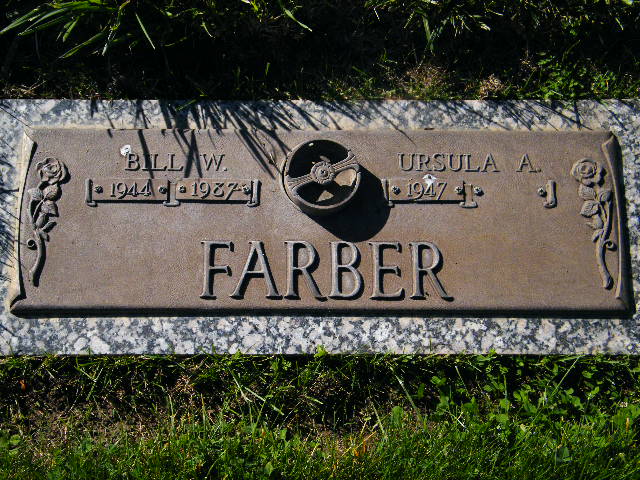 BILL W. URSULA A.
1944 1987 1947
FARBER